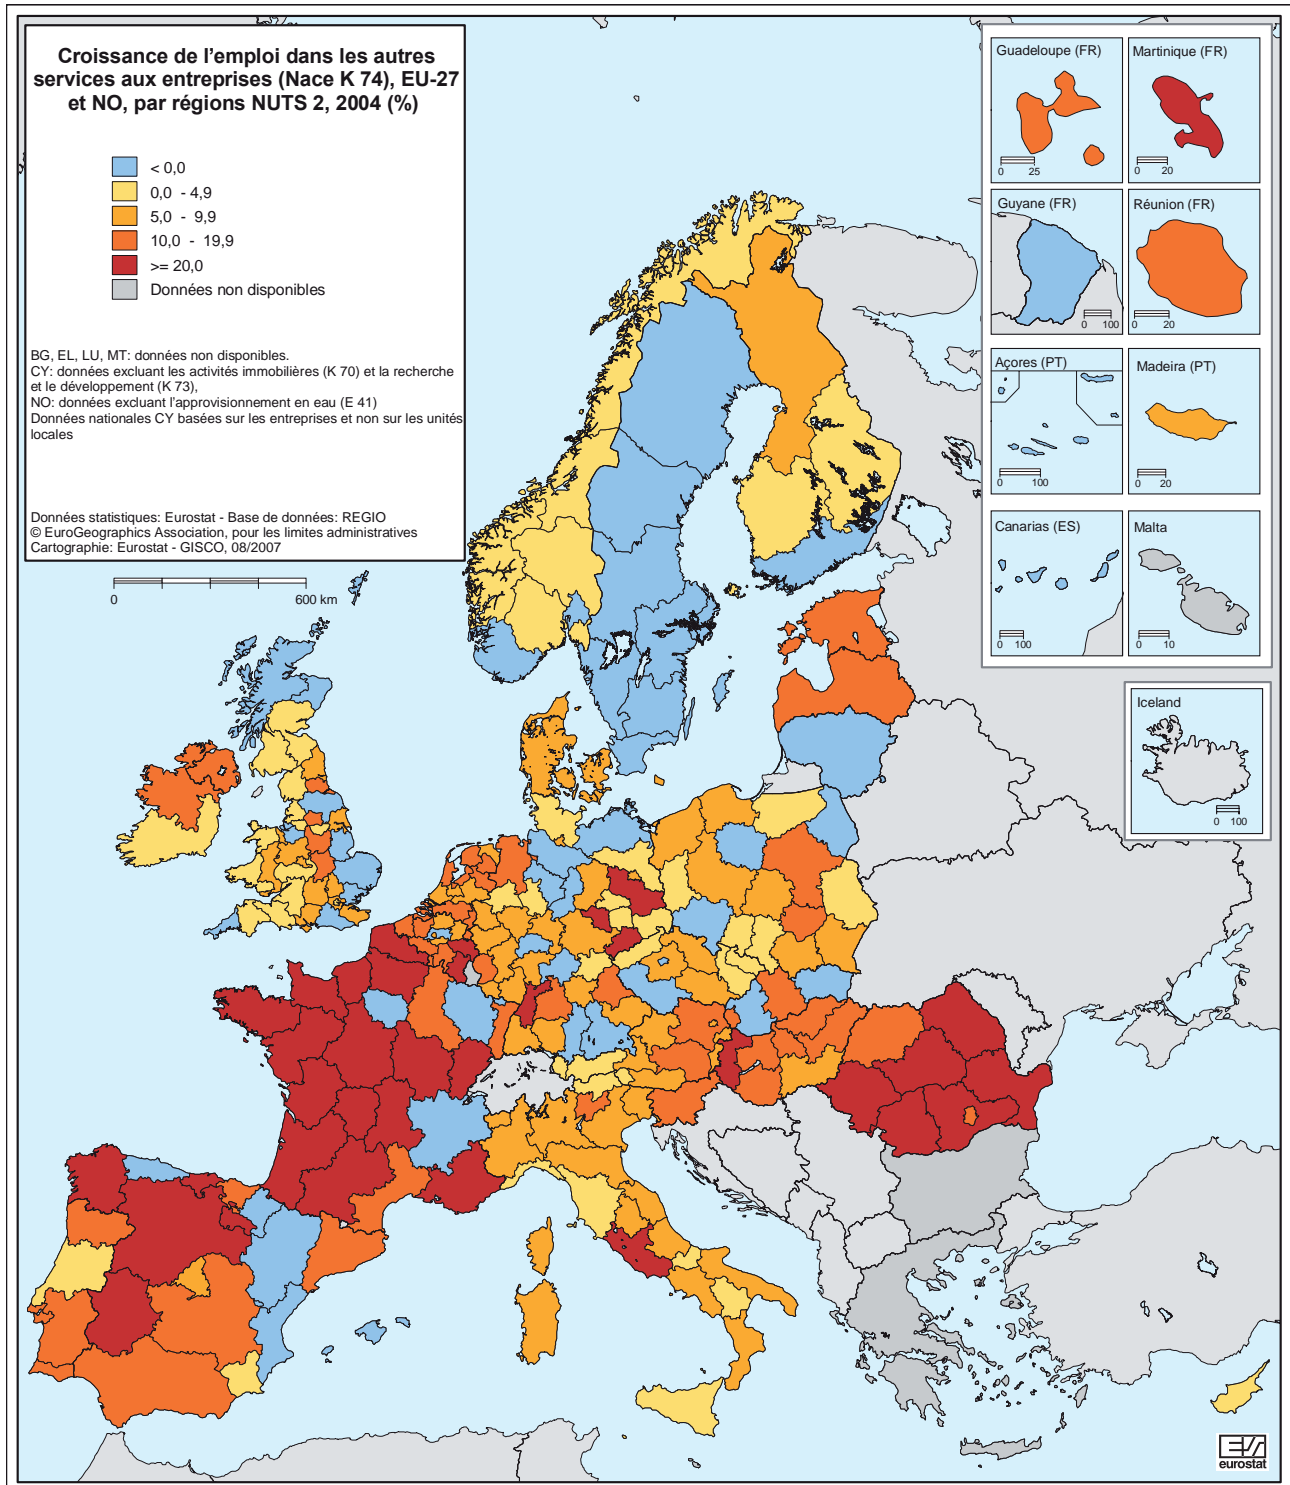 Croissance de l'emploi dans les autres
services aux entreprises (Nace K 74), EU-27
et NO, par régions NUTS 2, 2004 (%)
< 0,0
0,0 - 4,9
5,0 - 9,9
10,0 - 19,9
>= 20,0
Données non disponibles
BG, EL, LU, MT: données non disponibles.
CY: données excluant les activités immobilières (K 70) et la recherche
et le développement (K 73),
NO: données excluant l'approvisionnement en eau (E 41)
Données nationales CY basées sur les entreprises et non sur les unités
locales
Données statistiques: Eurostat - Base de données: REGIO
© EuroGeographics Association, pour les limites administratives
Cartographie: Eurostat - GISCO, 08/2007
0 600 km
Guadeloupe (FR)
0 25
Martinique (FR)
0 20
Guyane (FR)
0 100
Réunion (FR)
0 20
Açores (PT)
0 100
Madeira (PT)
0 20
Canarias (ES)
0 100
Malta
0 10
Iceland
0 100
eurostat